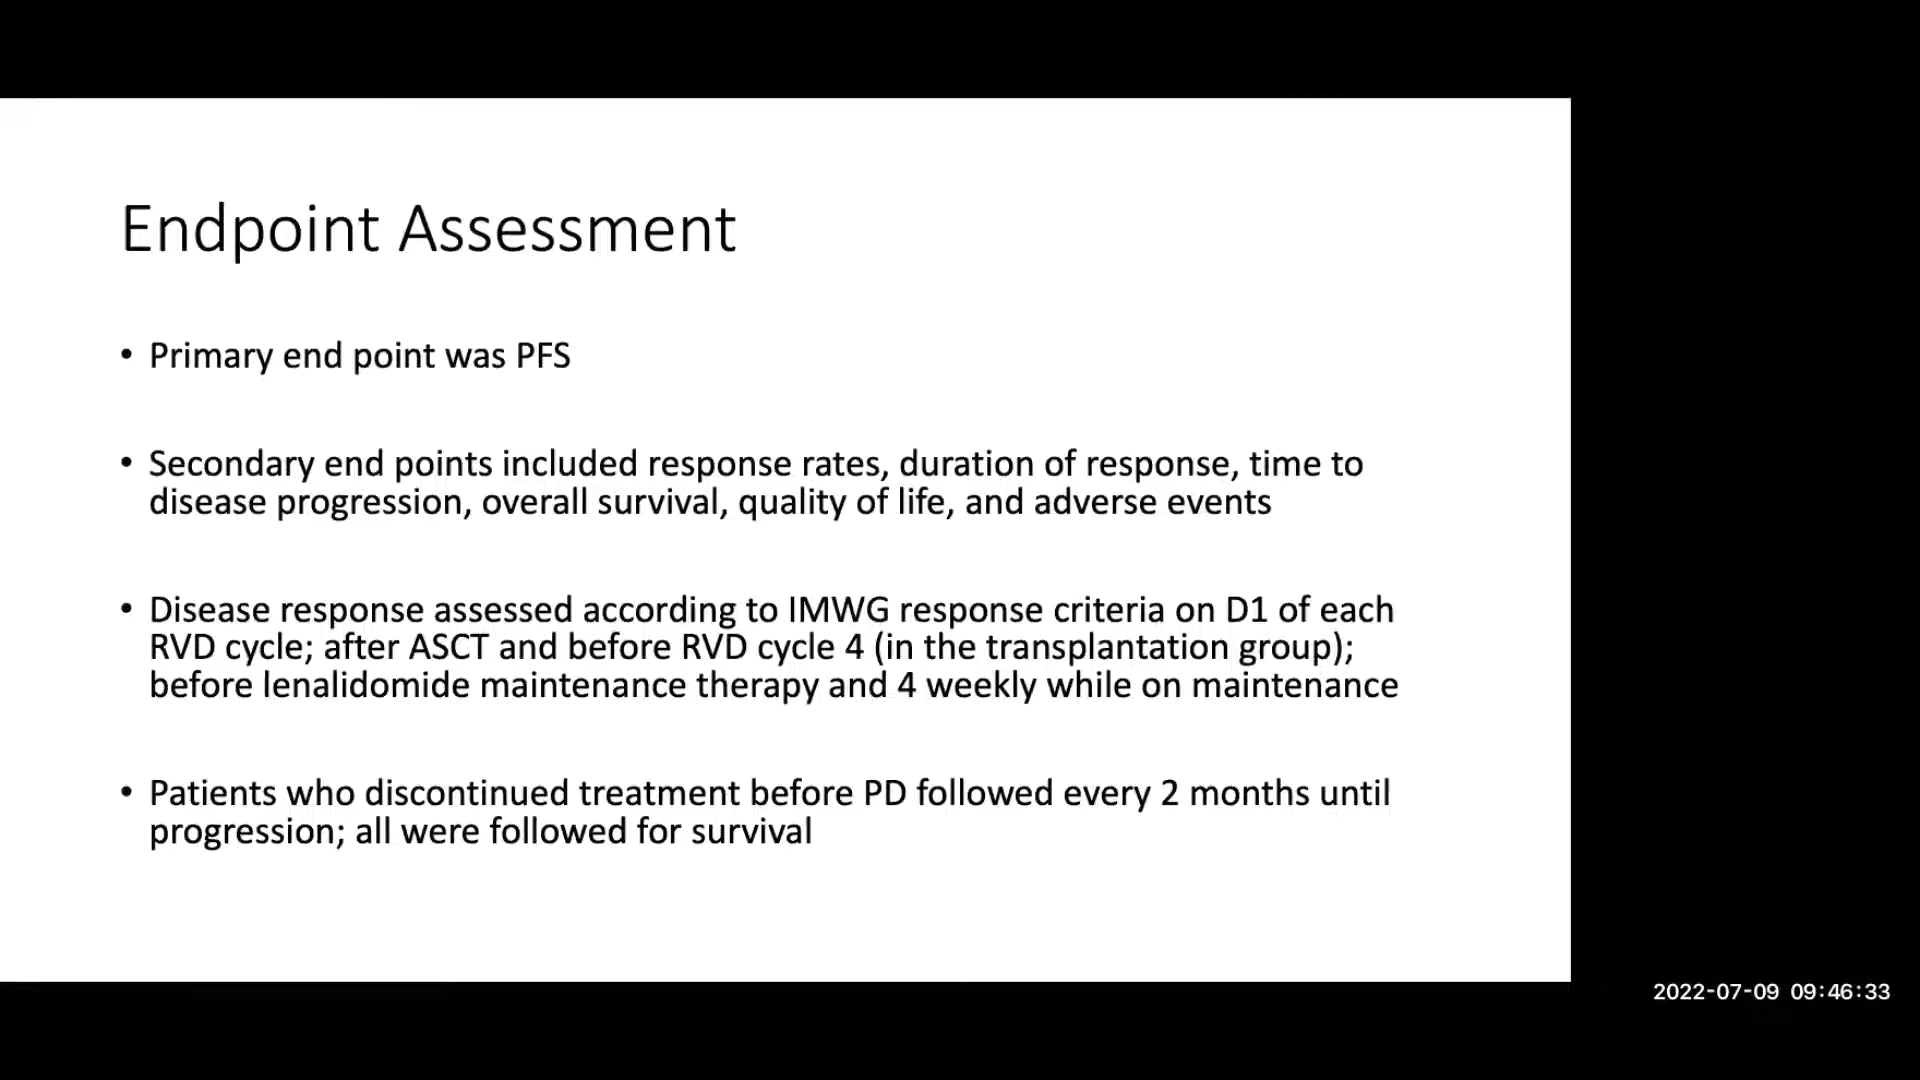 Endpoint Assessment
• Primary end point was PFS
• Secondary end points included response rates, duration of response, time to
disease progression, overall survival, quality of life, and adverse events
• Disease response assessed according to IMWG response criteria on D1 of each
RVD cycle; after ASCT and before RVD cycle 4 (in the transplantation group);
before lenalidomide maintenance therapy and 4 weekly while on maintenance
• Patients who discontinued treatment before PD followed every 2 months until
progression; all were followed for survival
2022-07-09 09:46:33